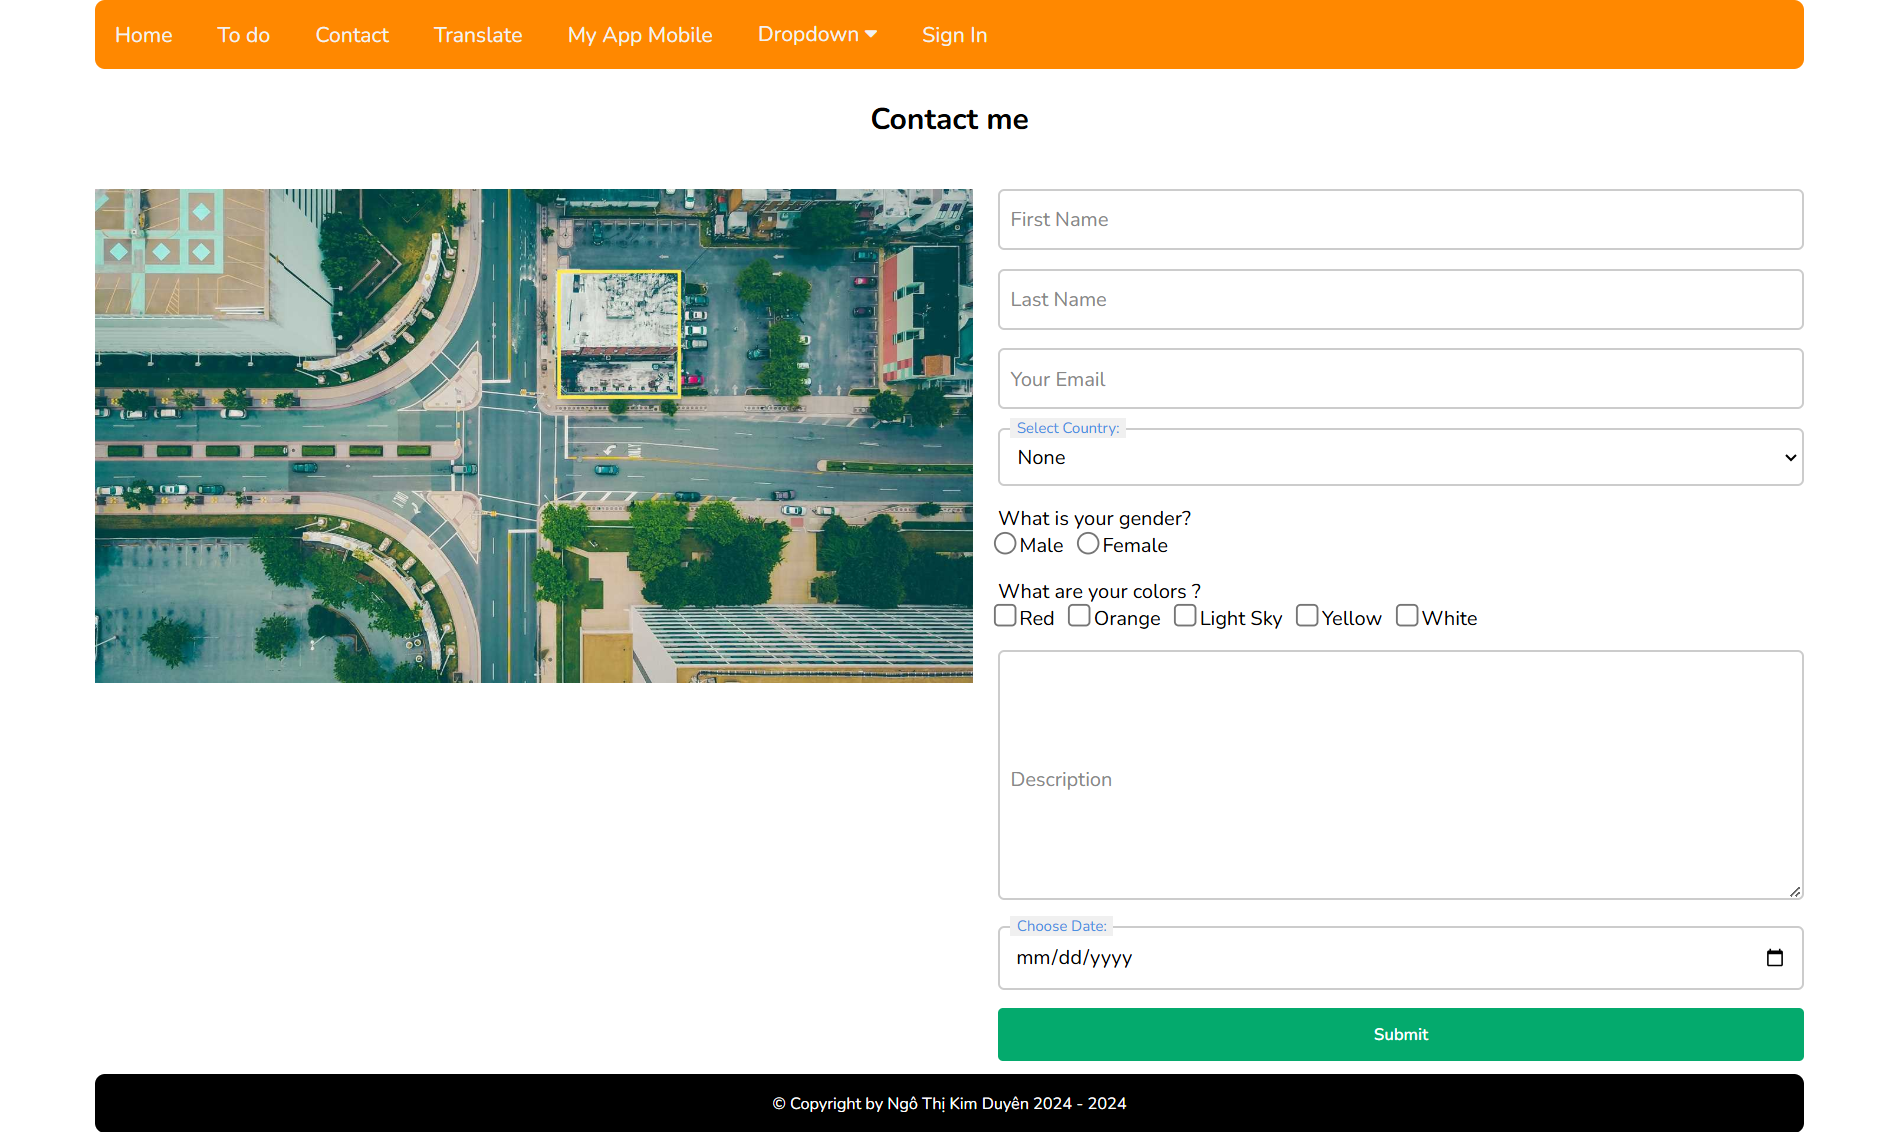 Home To do Contact Translate My App Mobile Dropdown Sign In
Contact me
First Name
Last Name
Your Email
Select Country:
None
What is your gender?
Male Female
What are your colors ?
Red Orange Light Sky Yellow White
Description
Choose Date:
mm/dd/yyyy
Submit
© Copyright by Ngô Thị Kim Duyên 2024 - 2024